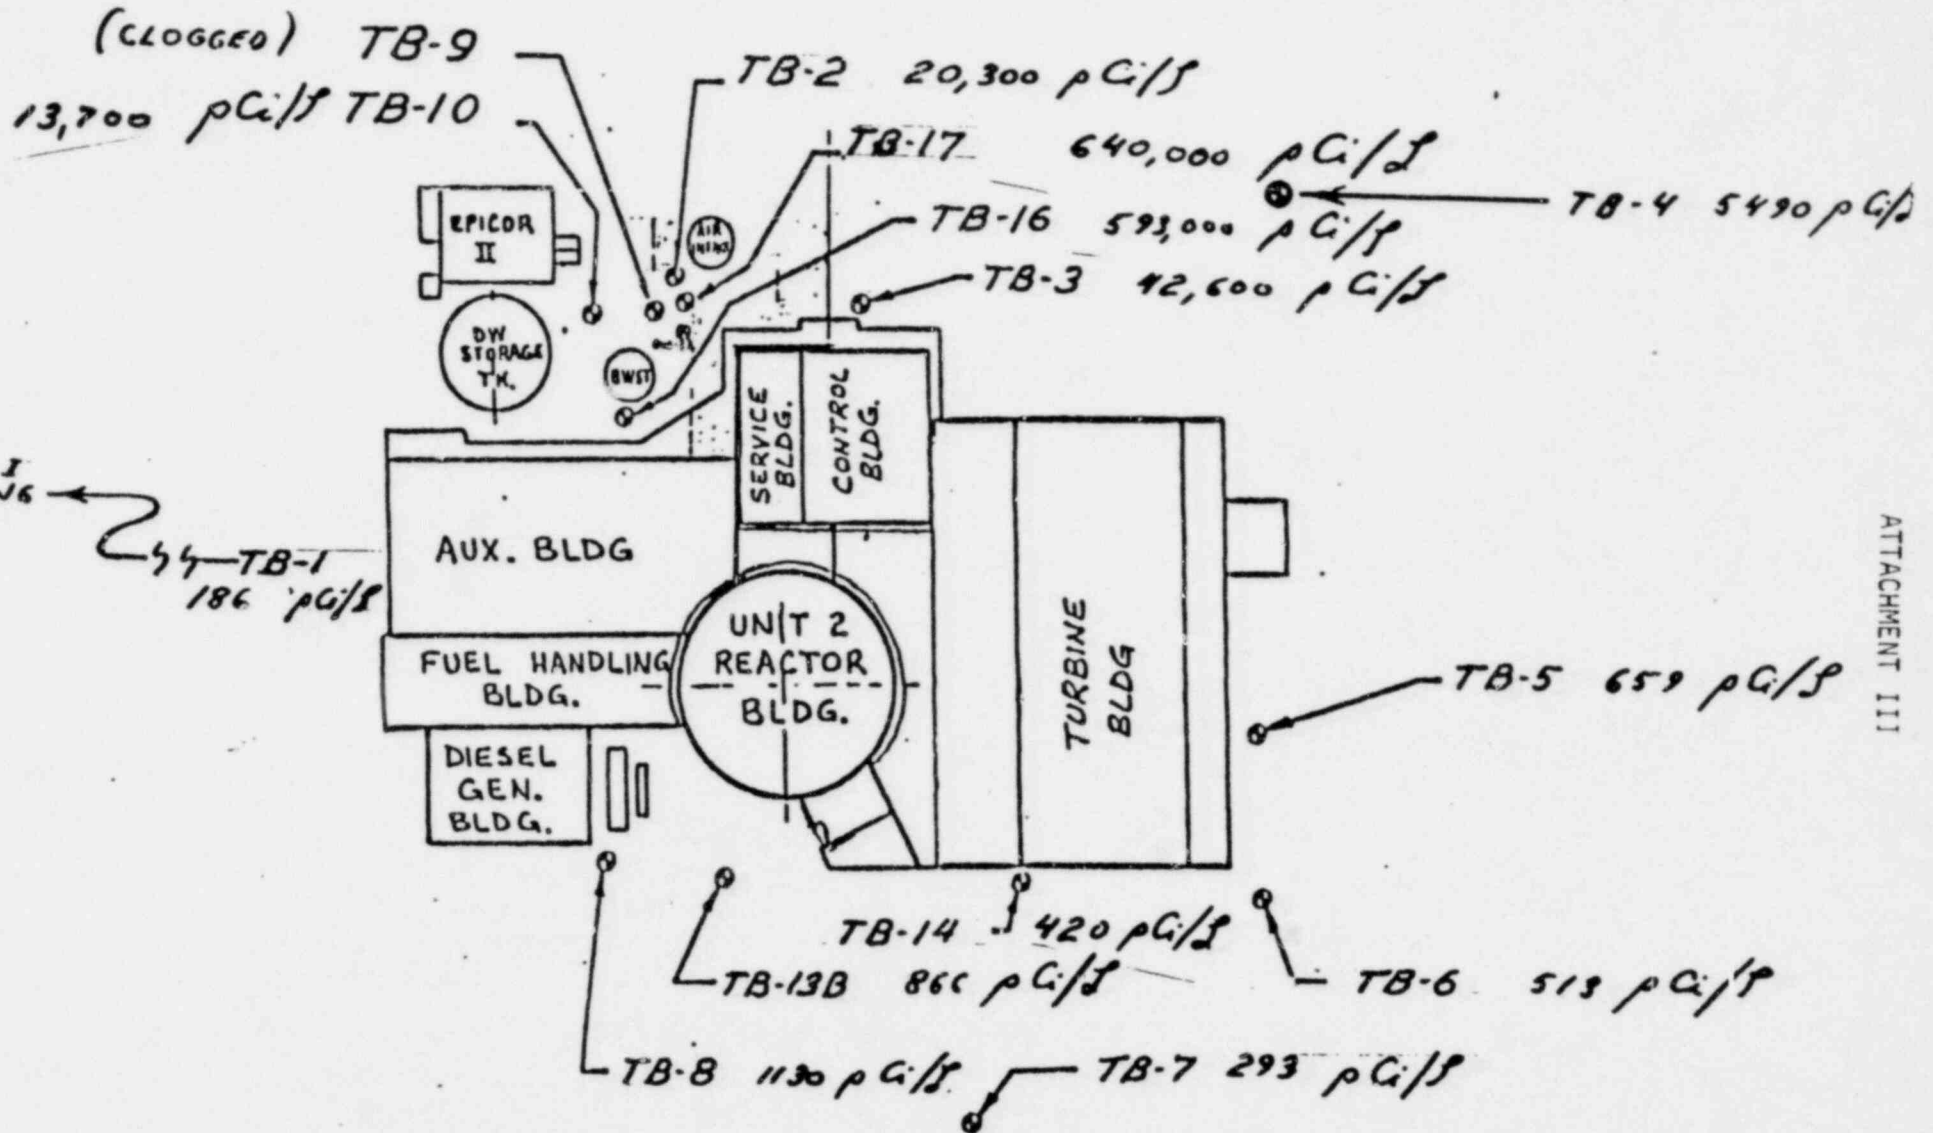 (CLOGGED) TB-9
13,700 pCi/l TB-10
TB-2 20,300 pCi/l
TB-17 640,000 pCi/l
TB-16 593,000 pCi/l
TB-4 5490 pCi/l
TB-3 42,600 pCi/l
EPICOR
II
AIR
DW
STORAGE
TK.
BWST
SERVICE
BLDG.
CONTROL
BLDG.
TB-1
186 pCi/l
AUX. BLDG
UNIT 2
REACTOR
BLDG.
FUEL HANDLING
BLDG.
TURBINE
BLDG
TB-5 659 pCi/l
ATTACHMENT III
DIESEL
GEN.
BLDG.
TB-14 420 pCi/l
TB-13B pCi/l
TB-6 513 pCi/l
TB-8 1130 pCi/l
TB-7 293 pCi/l